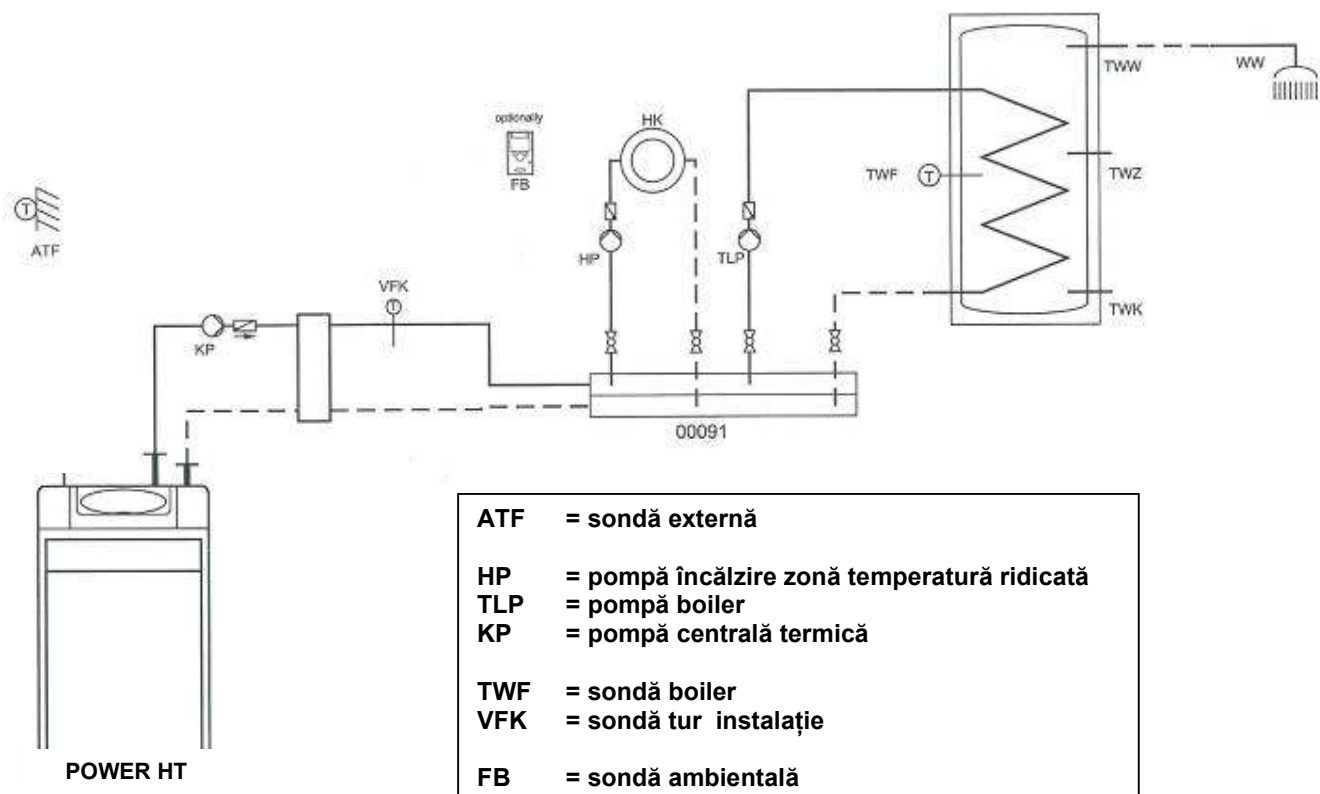 TWW
WW
optionally
HK
FB
TWF
T
TWZ
T
ATF
HP
TLP
VFK
T
TWK
KP
00091
POWER HT
ATF = sondă externă
HP = pompă încălzire zonă temperatură ridicată
TLP = pompă boiler
KP = pompă centrală termică
TWF = sondă boiler
VFK = sondă tur instalație
FB = sondă ambientală